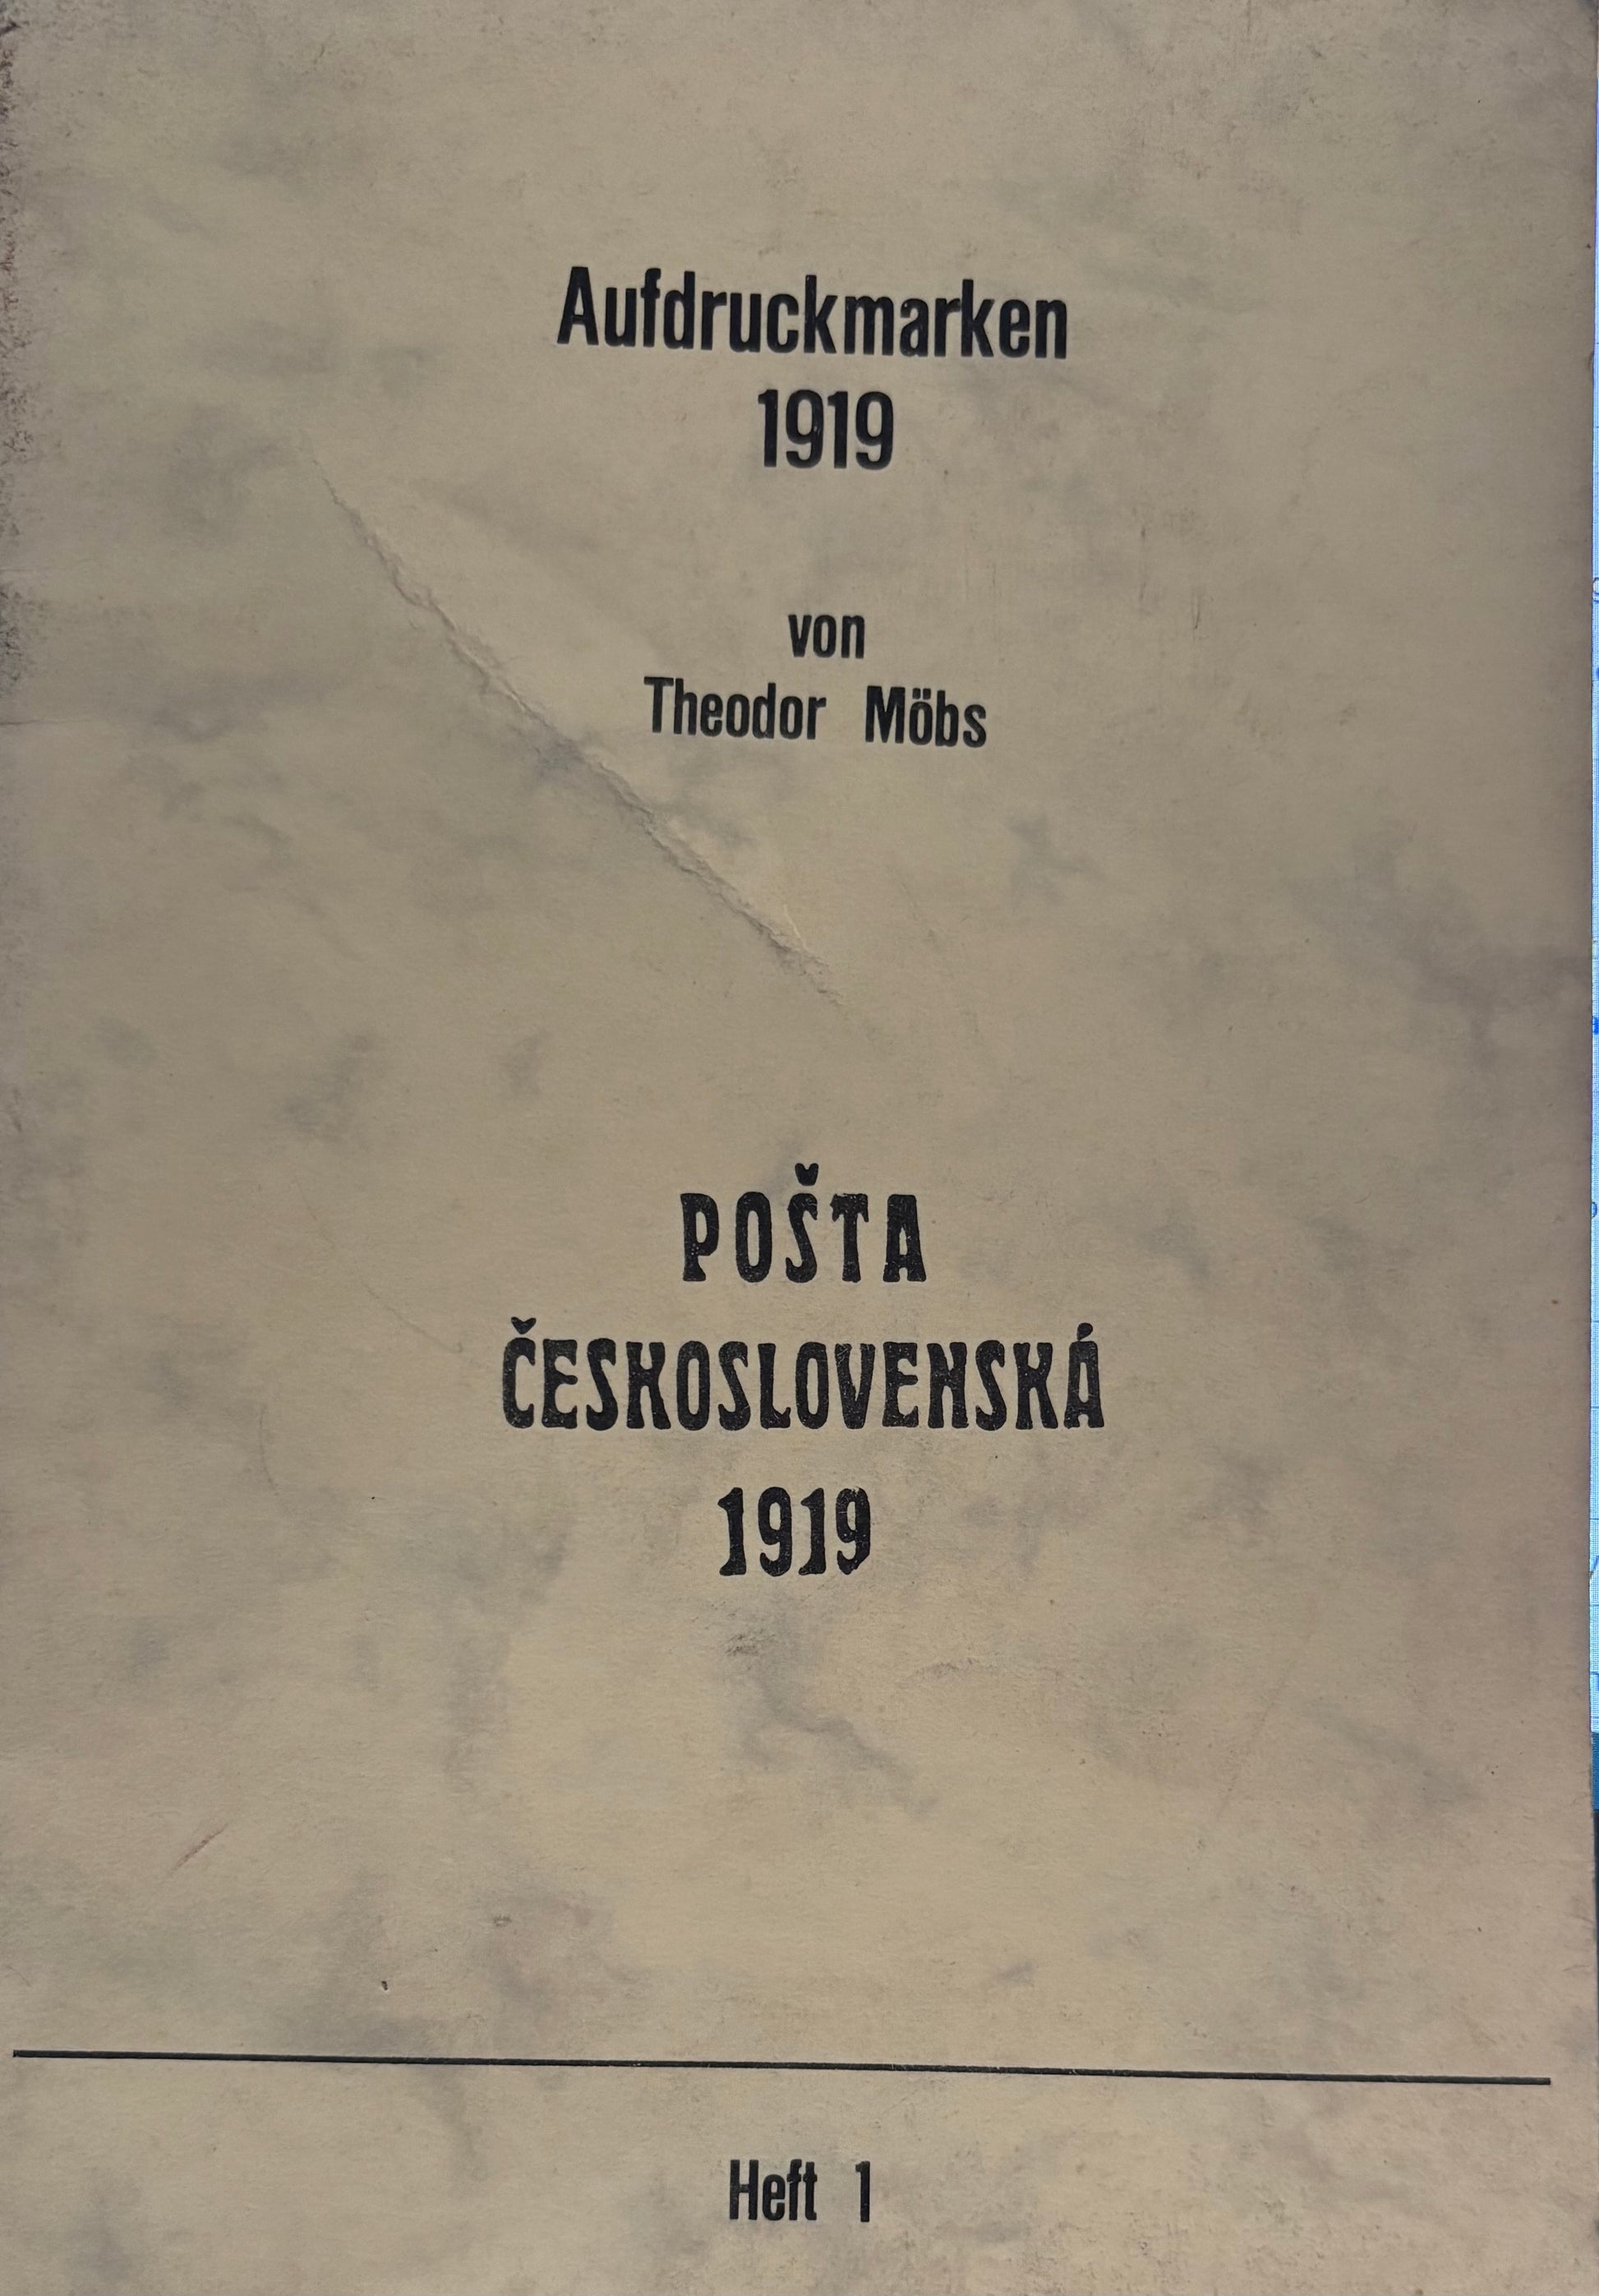 Aufdruckmarken
1919
von
Theodor Möbs
POŠTA
ČESKOSLOVENSKÁ
1919
Heft 1